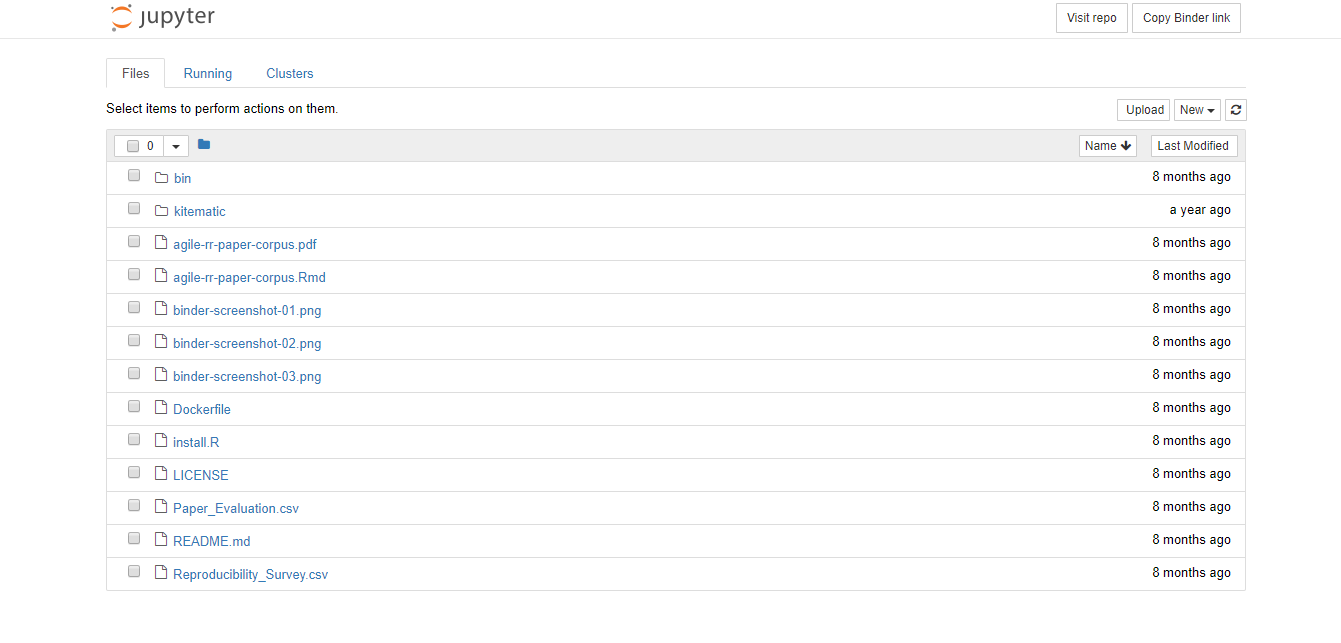 jupyter Visit repo Copy Binder link
Files Running Clusters
Select items to perform actions on them. Upload New
0 Name Last Modified
bin 8 months ago
kitematic a year ago
agile-rr-paper-corpus.pdf 8 months ago
agile-rr-paper-corpus.Rmd 8 months ago
binder-screenshot-01.png 8 months ago
binder-screenshot-02.png 8 months ago
binder-screenshot-03.png 8 months ago
Dockerfile 8 months ago
install.R 8 months ago
LICENSE 8 months ago
Paper_Evaluation.csv 8 months ago
README.md 8 months ago
Reproducibility_Survey.csv 8 months ago